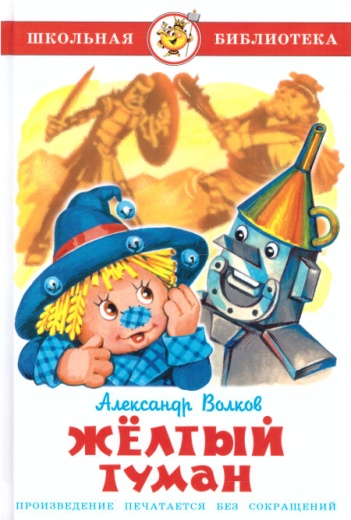 ШКОЛЬНАЯ БИБЛИОТЕКА
Александр Волков
ЖЁЛТЫЙ
ТУМАН
ПРОИЗВЕДЕНИЕ ПЕЧАТАЕТСЯ БЕЗ СОКРАЩЕНИЙ